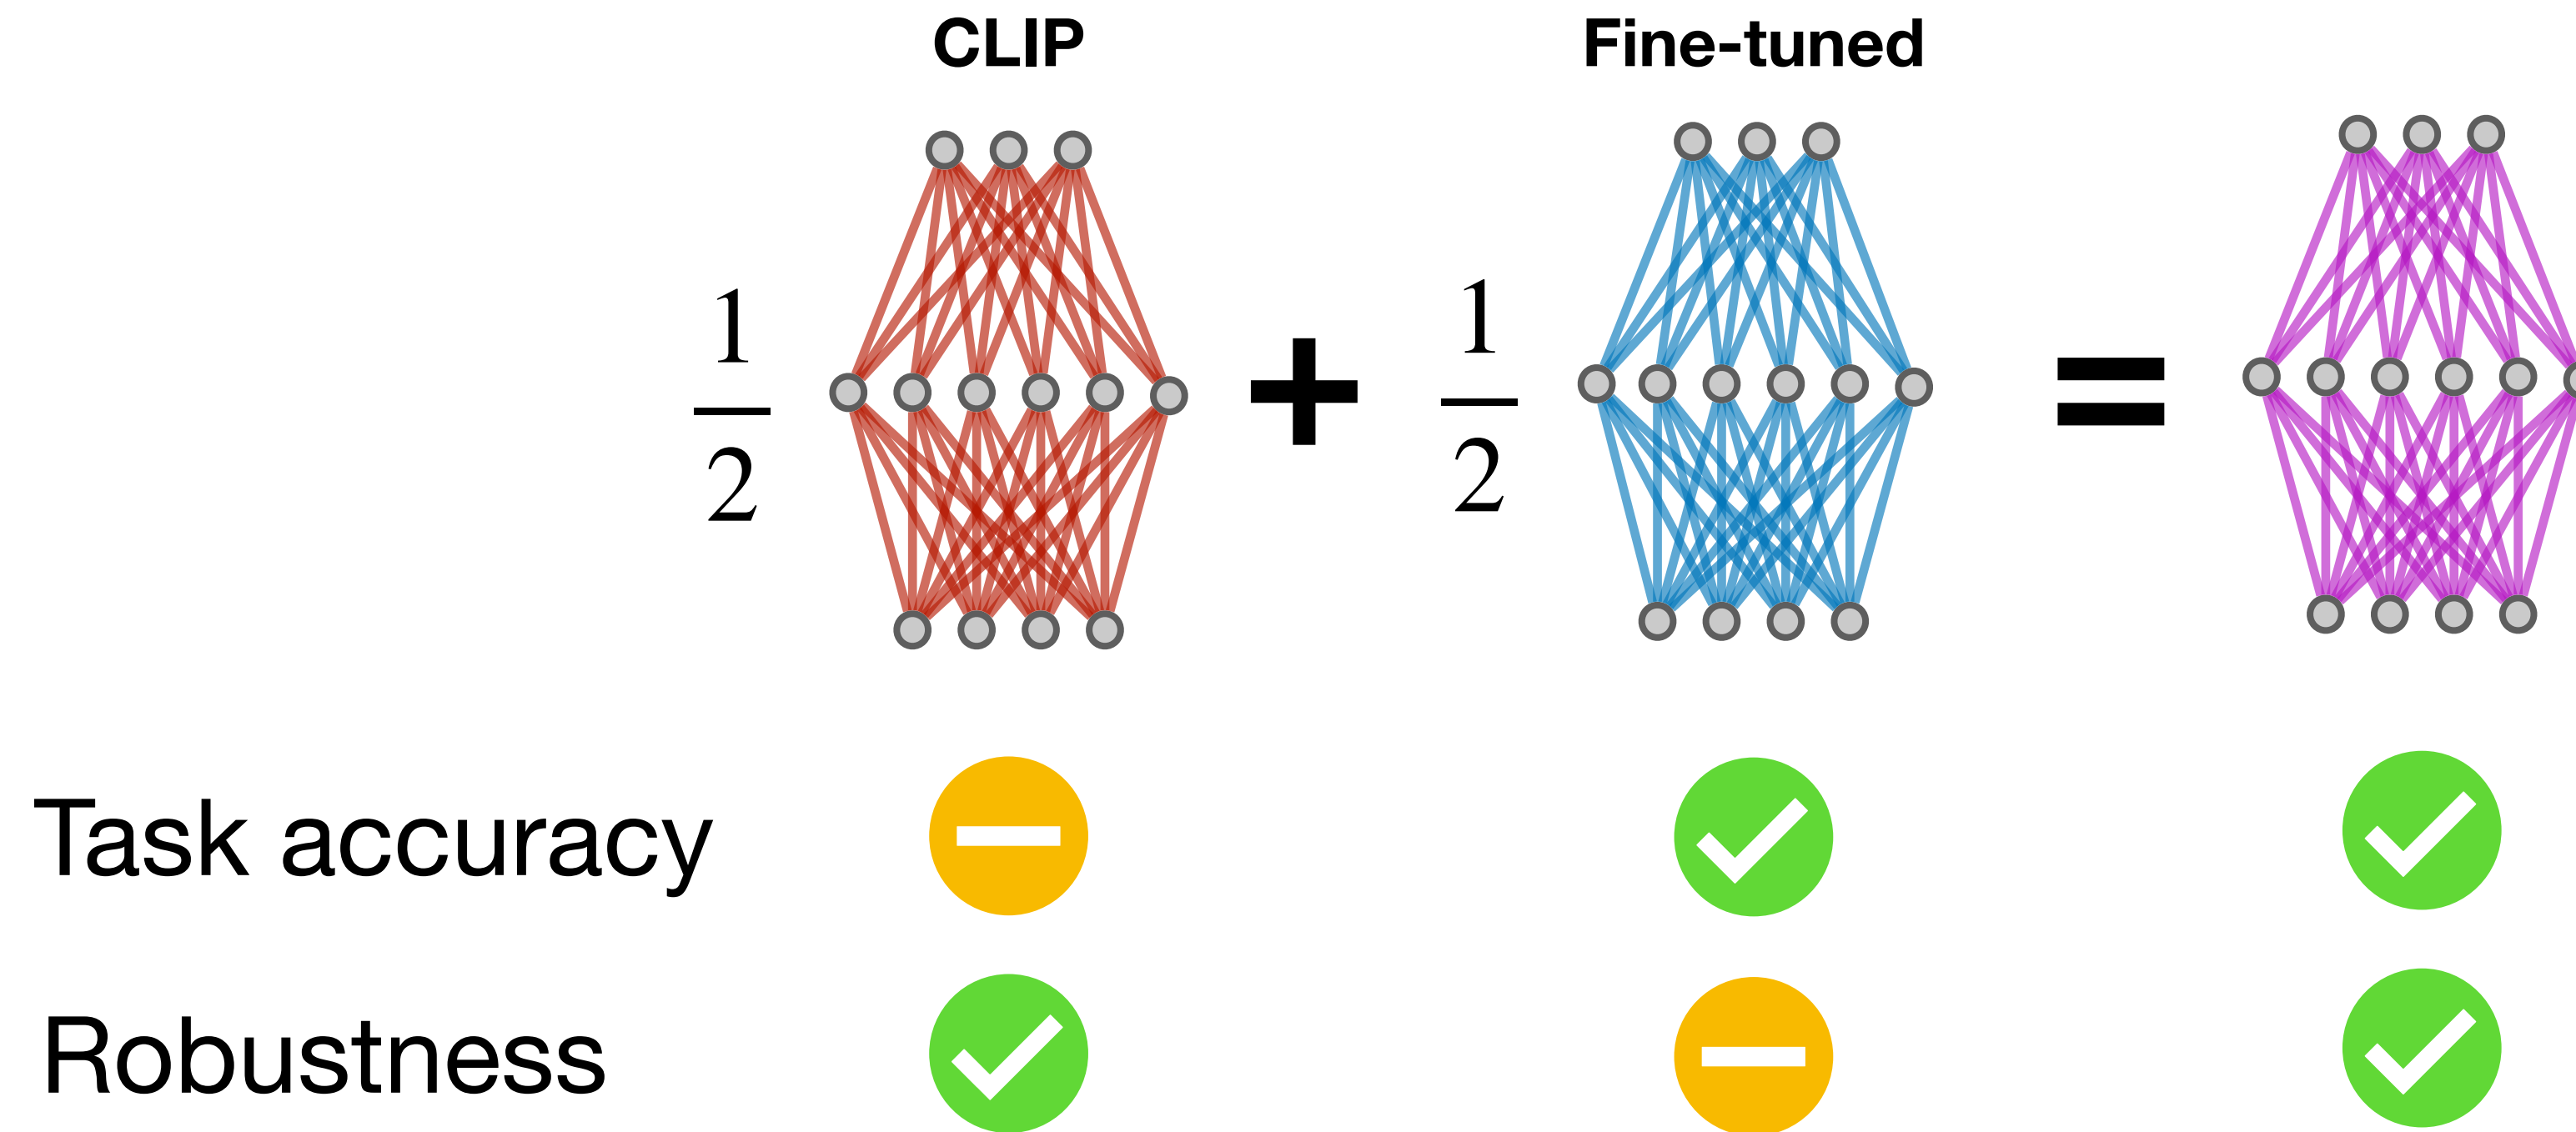 CLIP Fine-tuned
1/2 + 1/2 =
Task accuracy
Robustness